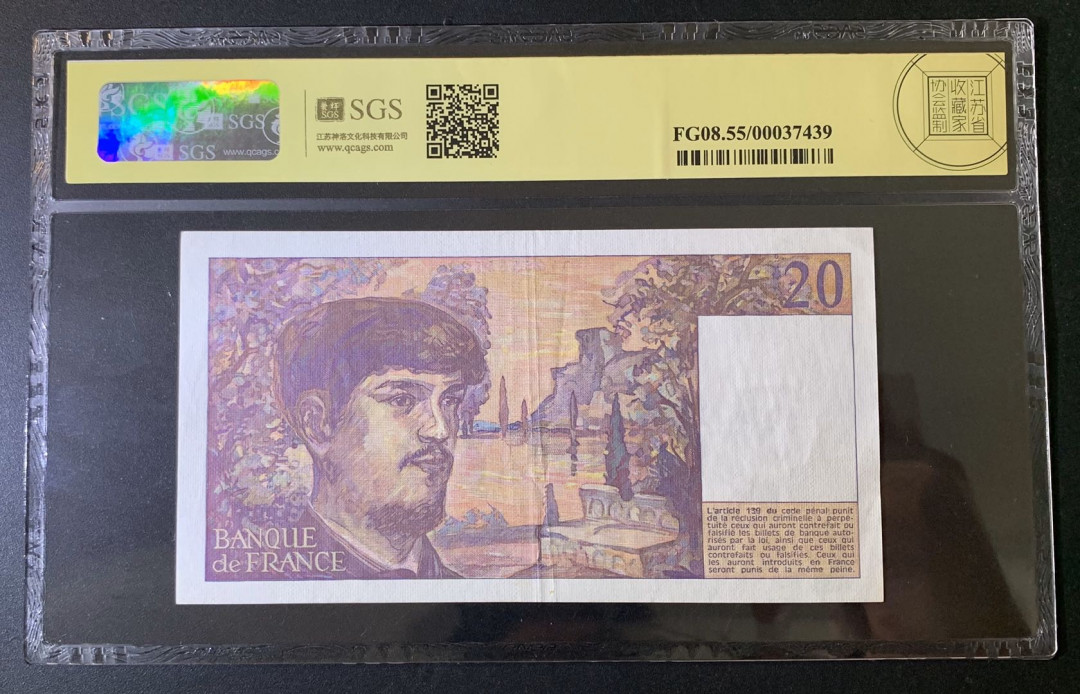 SGS
SGS
SGS
www.qcags.c
SGS
SGS
江苏神洛文化科技有限公司
www.qcags.com
FG08.55/00037439
江苏省
收藏家
协会监制
20
BANQUE
de FRANCE
L'article 139 du code pénal punit
de la réclusion criminelle à perpé-
tuité ceux qui auront contrefait ou
falsifié les billets de banque auto-
risés par la loi, ainsi que ceux qui
auront fait usage de ces billets
contrefaits ou falsifiés. Ceux qui
les auront introduits en France
seront punis de la même peine.